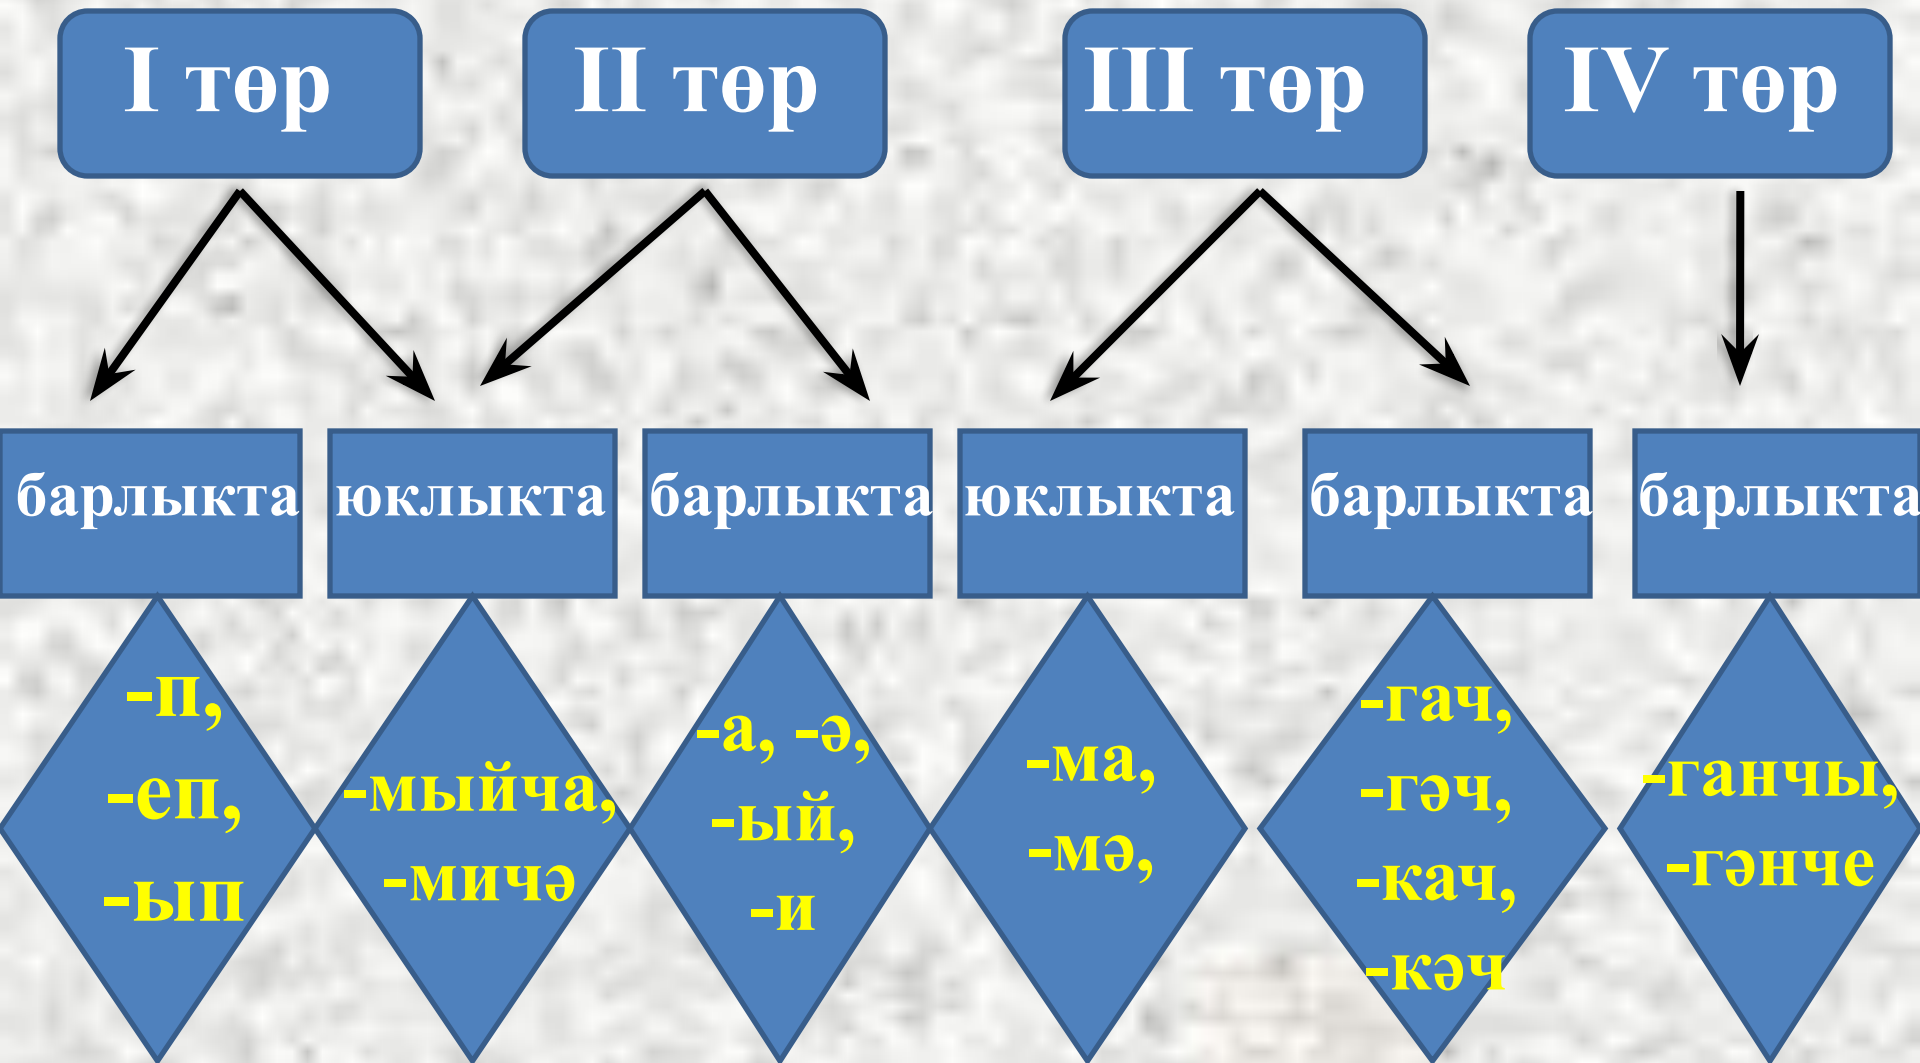 I төр
II төр
III төр
IV төр
барлыкта
юклыкта
барлыкта
юклыкта
барлыкта
барлыкта
-п,
-еп,
-ып
-мыйча,
-мичә
-а, -ә,
-ый,
-и
-ма,
-мә,
-гач,
-гәч,
-кач,
-кәч
-ганчы,
-гәнче